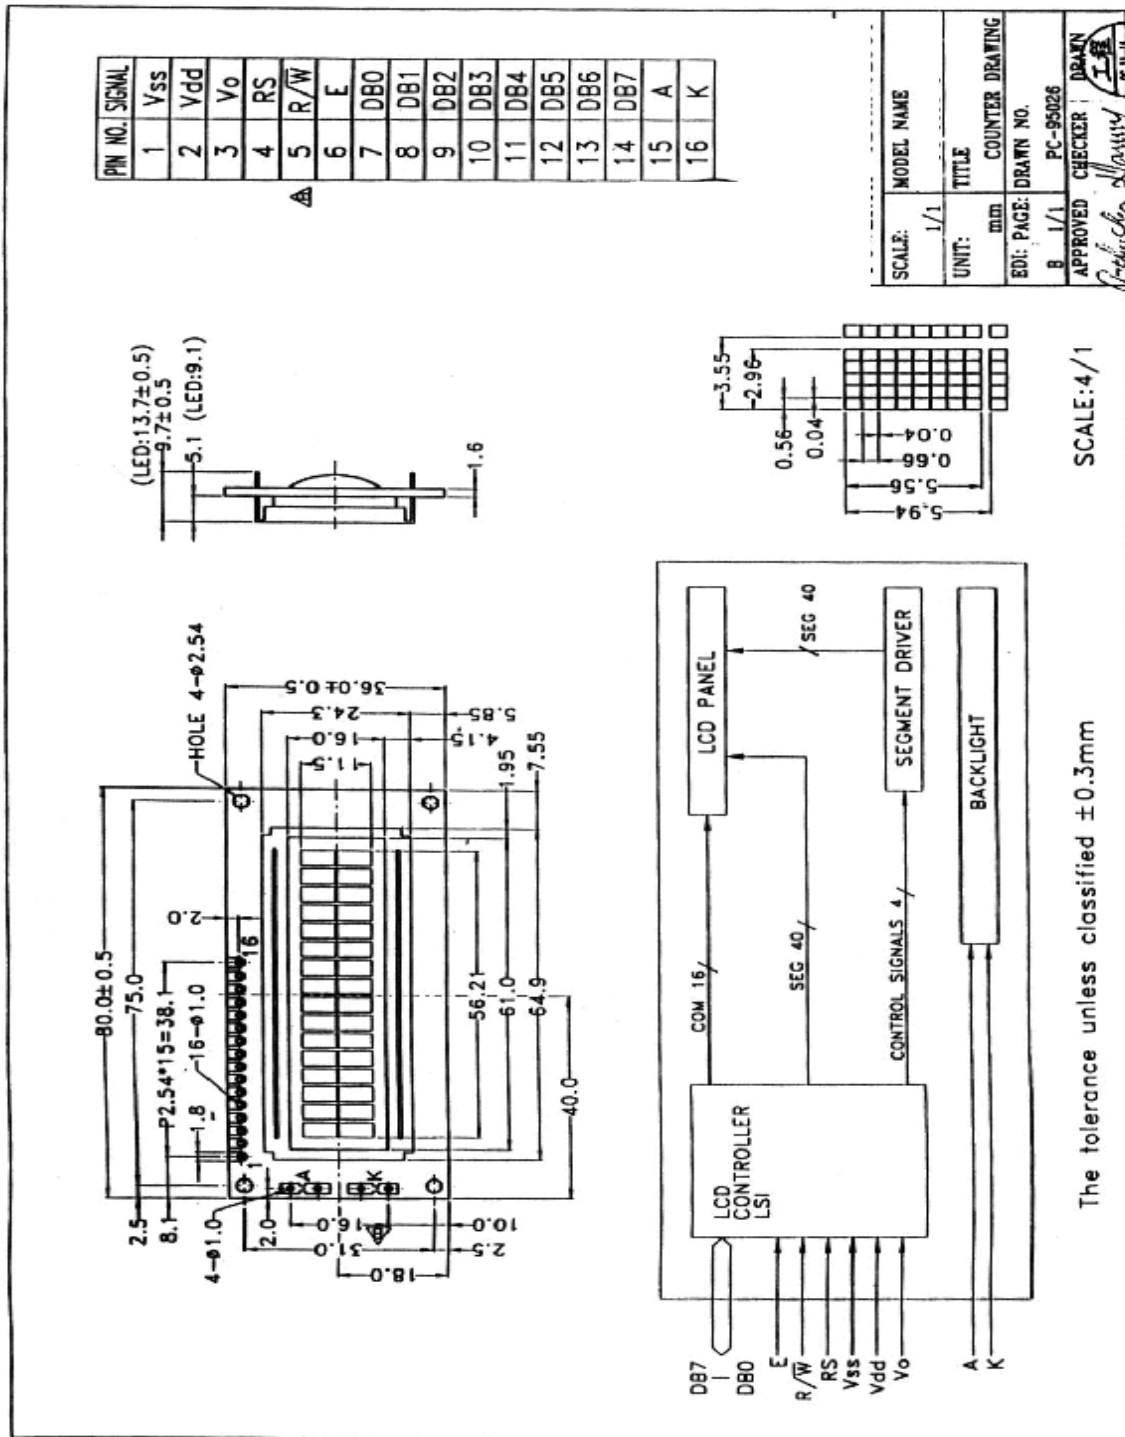 PIN NO. SIGNAL
1 Vss
2 Vdd
3 Vo
4 RS
5 R/W̅
6 E
7 DB0
8 DB1
9 DB2
10 DB3
11 DB4
12 DB5
13 DB6
14 DB7
15 A
16 K
(LED:13.7±0.5)
9.7±0.5
5.1 (LED:9.1)
1.6
80.0±0.5
75.0
P2.54*15=38.1
16-ø1.0
1.8
2.5
8.1
4-ø1.0
2.0
16
1
2.0
HOLE 4-ø2.54
36.0±0.5
24.3
16.0
11.5
5.85
4.15
1.95
7.55
A
K
56.21
61.0
64.9
40.0
10.0
16.0
31.0
2.5
18.0
3.55
2.96
0.56
0.04
0.04
0.66
5.56
5.94
SCALE:4/1
DB7
DB0
E
R/W̅
RS
Vss
Vdd
Vo
A
K
LCD
CONTROLLER
LSI
COM 16
SEG 40
CONTROL SIGNALS 4
LCD PANEL
SEG 40
SEGMENT DRIVER
BACKLIGHT
The tolerance unless classified ±0.3mm
SCALE: 1/1
MODEL NAME
UNIT: mm
TITLE
COUNTER DRAWING
EDI: PAGE:
B 1/1
DRAWN NO.
PC-95026
APPROVED CHECKER DRAWN
工程